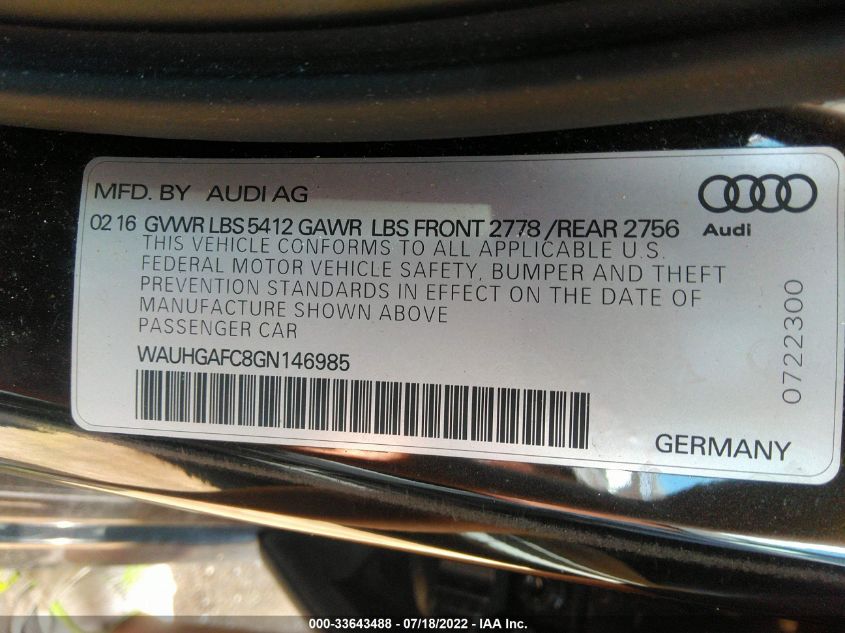 MFD. BY AUDI AG
02 16 GVWR LBS 5412 GAWR LBS FRONT 2778 /REAR 2756
Audi
THIS VEHICLE CONFORMS TO ALL APPLICABLE U.S.
FEDERAL MOTOR VEHICLE SAFETY, BUMPER AND THEFT
PREVENTION STANDARDS IN EFFECT ON THE DATE OF
MANUFACTURE SHOWN ABOVE
PASSENGER CAR
WAUHGAFC8GN146985
0722300
GERMANY
000-33643488 - 07/18/2022 - IAA Inc.